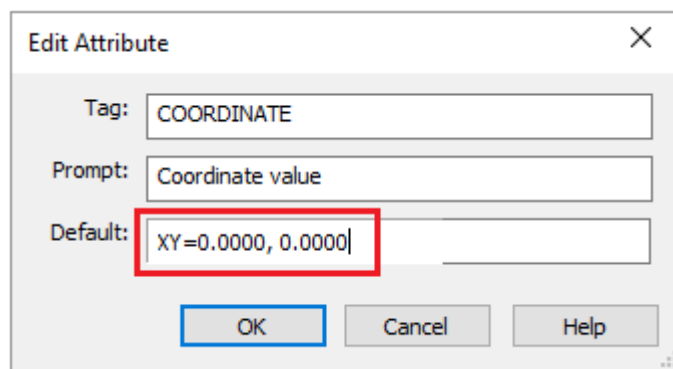 Edit Attribute
Tag: COORDINATE
Prompt: Coordinate value
Default: XY=0.0000, 0.0000
OK Cancel Help